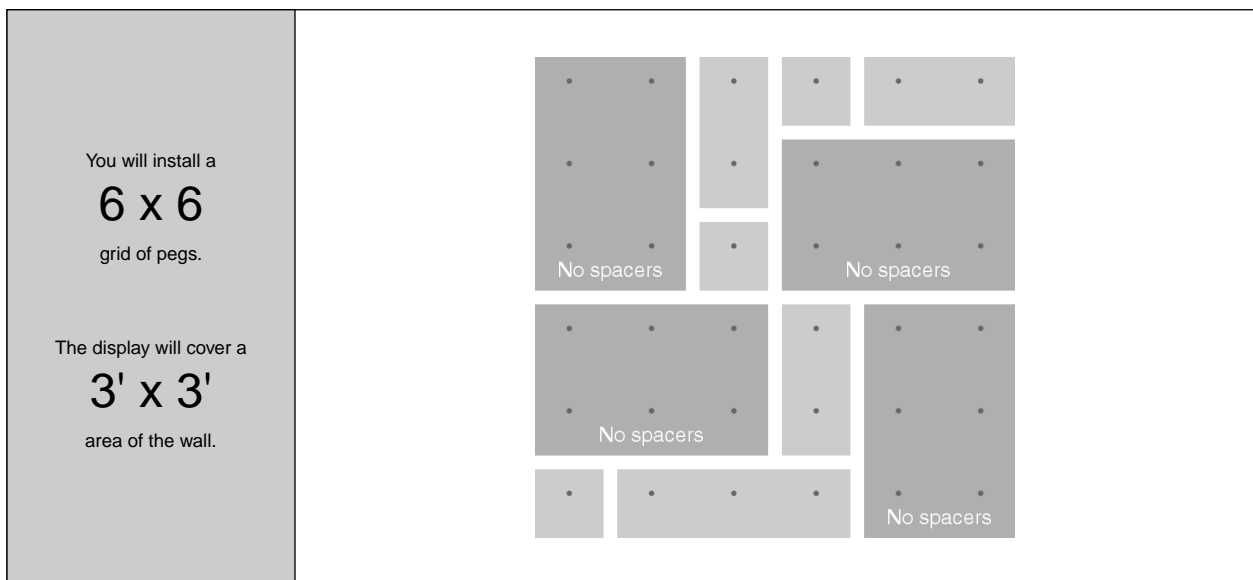 You will install a
6 x 6
grid of pegs.
The display will cover a
3' x 3'
area of the wall.
No spacers
No spacers
No spacers
No spacers